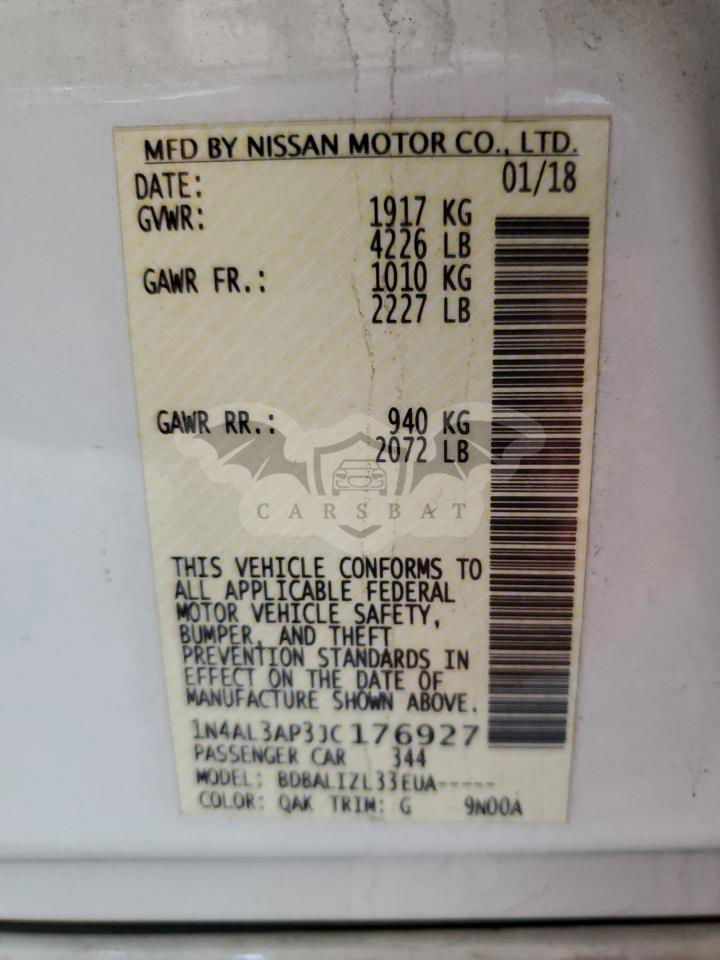 MFD BY NISSAN MOTOR CO., LTD.
DATE: 01/18
GVWR: 1917 KG
4226 LB
GAWR FR.: 1010 KG
2227 LB
GAWR RR.: 940 KG
2072 LB
CARSBAT
THIS VEHICLE CONFORMS TO
ALL APPLICABLE FEDERAL
MOTOR VEHICLE SAFETY,
BUMPER, AND THEFT
PREVENTION STANDARDS IN
EFFECT ON THE DATE OF
MANUFACTURE SHOWN ABOVE.
1N4AL3AP3JC176927
PASSENGER CAR 344
MODEL: BDBALIZL33EUA-----
COLOR: QAK TRIM: G 9N00A